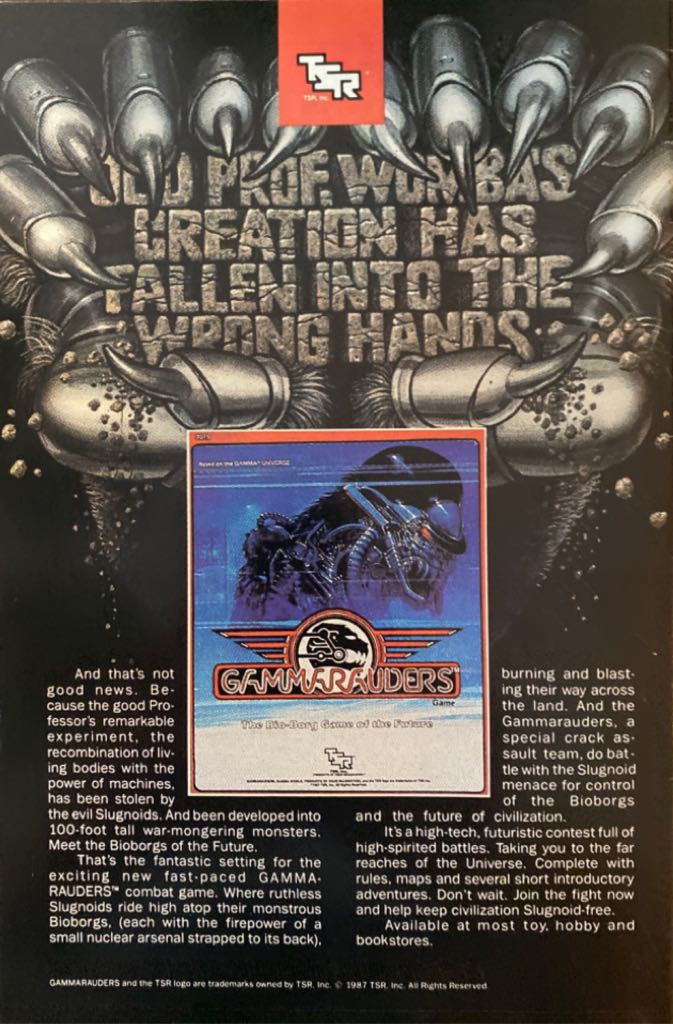 TSR
TSR, Inc.
OLD PROF. WOMBA'S
CREATION HAS
FALLEN INTO THE
WRONG HANDS.
GAMMARAUDERS™
Game
The Bio-Borg Game of the Future
TSR
And that's not
good news. Be-
cause the good Pro-
fessor's remarkable
experiment, the
recombination of liv-
ing bodies with the
power of machines,
has been stolen by
the evil Slugnoids. And been developed into
100-foot tall war-mongering monsters.
Meet the Bioborgs of the Future.
That's the fantastic setting for the
exciting new fast-paced GAMMA-
RAUDERS™ combat game. Where ruthless
Slugnoids ride high atop their monstrous
Bioborgs, (each with the firepower of a
small nuclear arsenal strapped to its back),
burning and blast-
ing their way across
the land. And the
Gammarauders, a
special crack as-
sault team, do bat-
tle with the Slugnoid
menace for control
of the Bioborgs
and the future of civilization.
It's a high-tech, futuristic contest full of
high-spirited battles. Taking you to the far
reaches of the Universe. Complete with
rules, maps and several short introductory
adventures. Don't wait. Join the fight now
and help keep civilization Slugnoid-free.
Available at most toy, hobby and
bookstores.
GAMMARAUDERS and the TSR logo are trademarks owned by TSR, Inc. © 1987 TSR, Inc. All Rights Reserved.